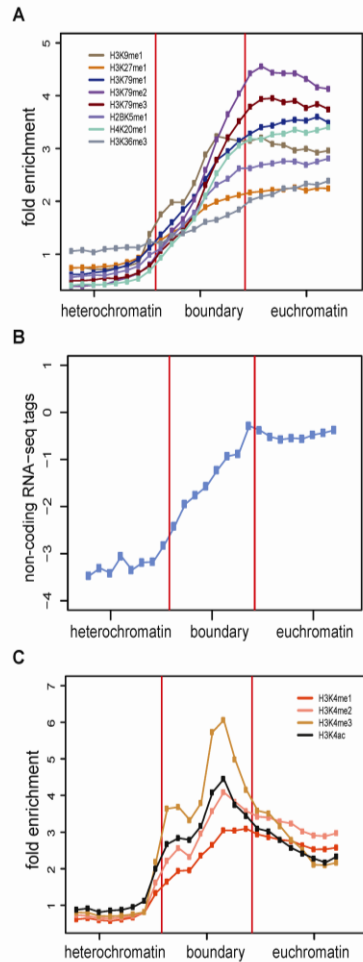 A
H3K9me1
H3K27me1
H3K79me1
H3K79me2
H3K79me3
H2BK5me1
H4K20me1
H3K36me3
5
4
3
2
1
fold enrichment
heterochromatin boundary euchromatin
B
1
0
−1
−2
−3
−4
non-coding RNA−seq tags
heterochromatin boundary euchromatin
C
H3K4me1
H3K4me2
H3K4me3
H3K4ac
7
6
5
4
3
2
1
fold enrichment
heterochromatin boundary euchromatin